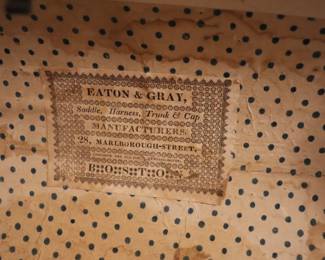 EATON & GRAY,
Saddle, Harness, Trunk & Cap
MANUFACTURERS,
28, MARLBOROUGH-STREET,
BOSTON.